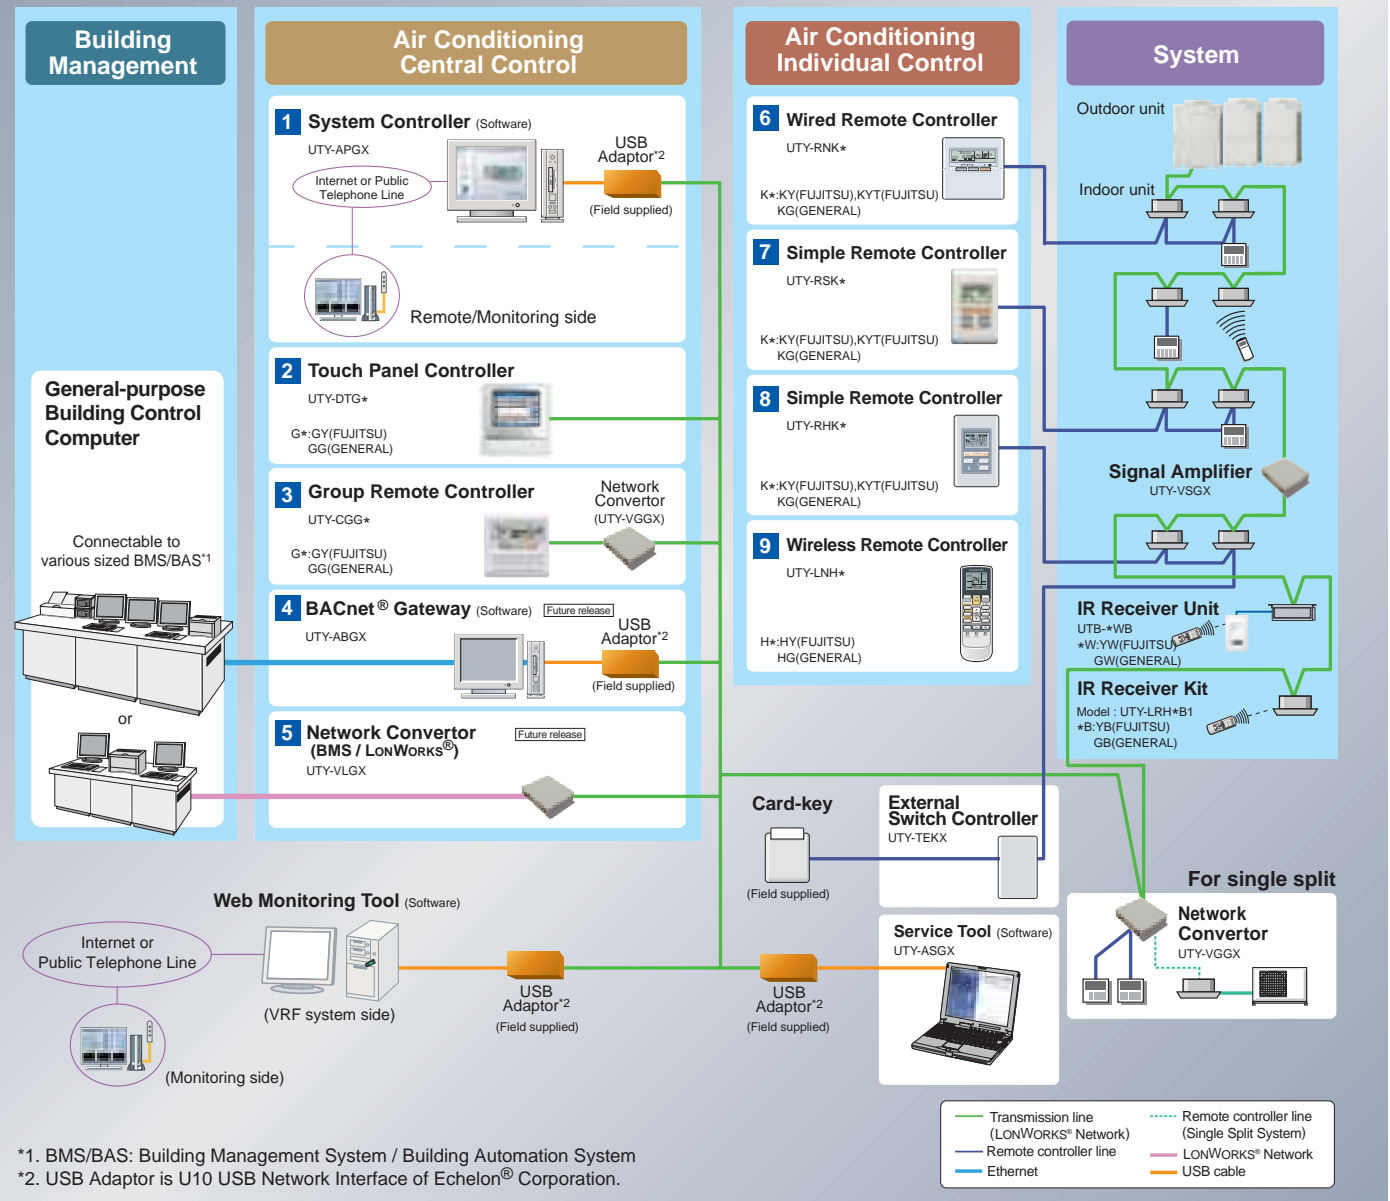 Building
Management
Air Conditioning
Central Control
Air Conditioning
Individual Control
System
General-purpose
Building Control
Computer
Connectable to
various sized BMS/BAS*1
or
1 System Controller (Software)
UTY-APGX
Internet or Public
Telephone Line
USB
Adaptor*2
(Field supplied)
Remote/Monitoring side
2 Touch Panel Controller
UTY-DTG*
G*:GY(FUJITSU)
GG(GENERAL)
3 Group Remote Controller
UTY-CGG*
G*:GY(FUJITSU)
GG(GENERAL)
Network
Convertor
(UTY-VGGX)
4 BACnet® Gateway (Software) Future release
UTY-ABGX
USB
Adaptor*2
(Field supplied)
5 Network Convertor Future release
(BMS / LONWORKS®)
UTY-VLGX
6 Wired Remote Controller
UTY-RNK*
K*:KY(FUJITSU),KYT(FUJITSU)
KG(GENERAL)
7 Simple Remote Controller
UTY-RSK*
K*:KY(FUJITSU),KYT(FUJITSU)
KG(GENERAL)
8 Simple Remote Controller
UTY-RHK*
K*:KY(FUJITSU),KYT(FUJITSU)
KG(GENERAL)
9 Wireless Remote Controller
UTY-LNH*
H*:HY(FUJITSU)
HG(GENERAL)
Outdoor unit
Indoor unit
Signal Amplifier
UTY-VSGX
IR Receiver Unit
UTB-*WB
*W:YW(FUJITSU)
GW(GENERAL)
IR Receiver Kit
Model : UTY-LRH*B1
*B:YB(FUJITSU)
GB(GENERAL)
Card-key
(Field supplied)
External
Switch Controller
UTY-TEKX
For single split
Network
Convertor
UTY-VGGX
Web Monitoring Tool (Software)
Internet or
Public Telephone Line
(VRF system side)
(Monitoring side)
USB
Adaptor*2
(Field supplied)
USB
Adaptor*2
(Field supplied)
Service Tool (Software)
UTY-ASGX
Transmission line
(LONWORKS® Network)
Remote controller line
Ethernet
Remote controller line
(Single Split System)
LONWORKS® Network
USB cable
*1. BMS/BAS: Building Management System / Building Automation System
*2. USB Adaptor is U10 USB Network Interface of Echelon® Corporation.